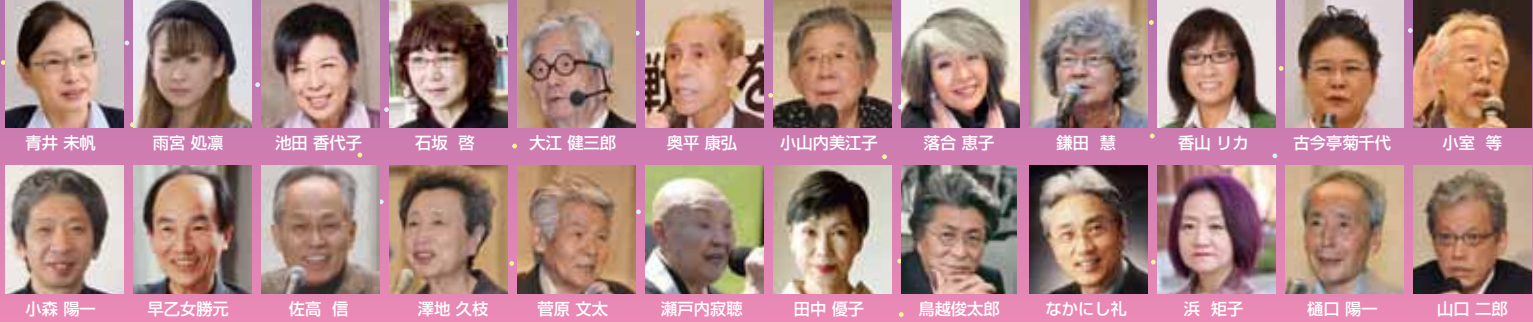 青井 未帆 雨宮 処凛 池田 香代子 石坂 啓 大江 健三郎 奥平 康弘 小山内美江子 落合 恵子 鎌田 慧 香山 リカ 古今亭菊千代 小室 等
小森 陽一 早乙女勝元 佐高 信 澤地 久枝 菅原 文太 瀬戸内寂聴 田中 優子 鳥越俊太郎 なかにし礼 浜 矩子 樋口 陽一 山口 二郎